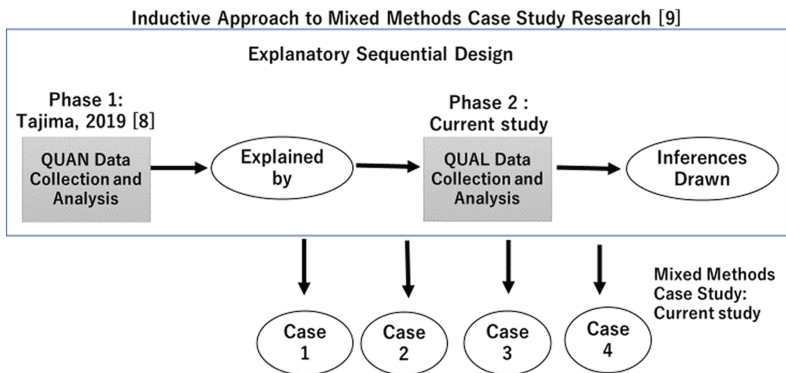 Inductive Approach to Mixed Methods Case Study Research [9]
Explanatory Sequential Design
Phase 1:
Tajima, 2019 [8]
QUAN Data
Collection and
Analysis
Explained
by
Phase 2 :
Current study
QUAL Data
Collection and
Analysis
Inferences
Drawn
Mixed Methods
Case Study:
Current study
Case
1
Case
2
Case
3
Case
4